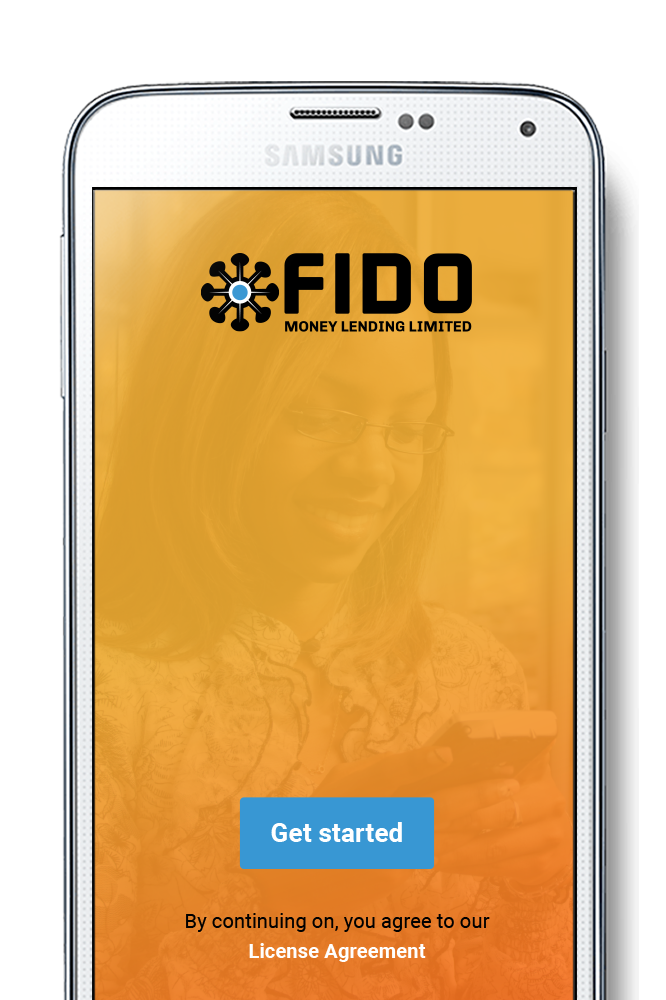 SAMSUNG
FIDO
MONEY LENDING LIMITED
Get started
By continuing on, you agree to our
License Agreement